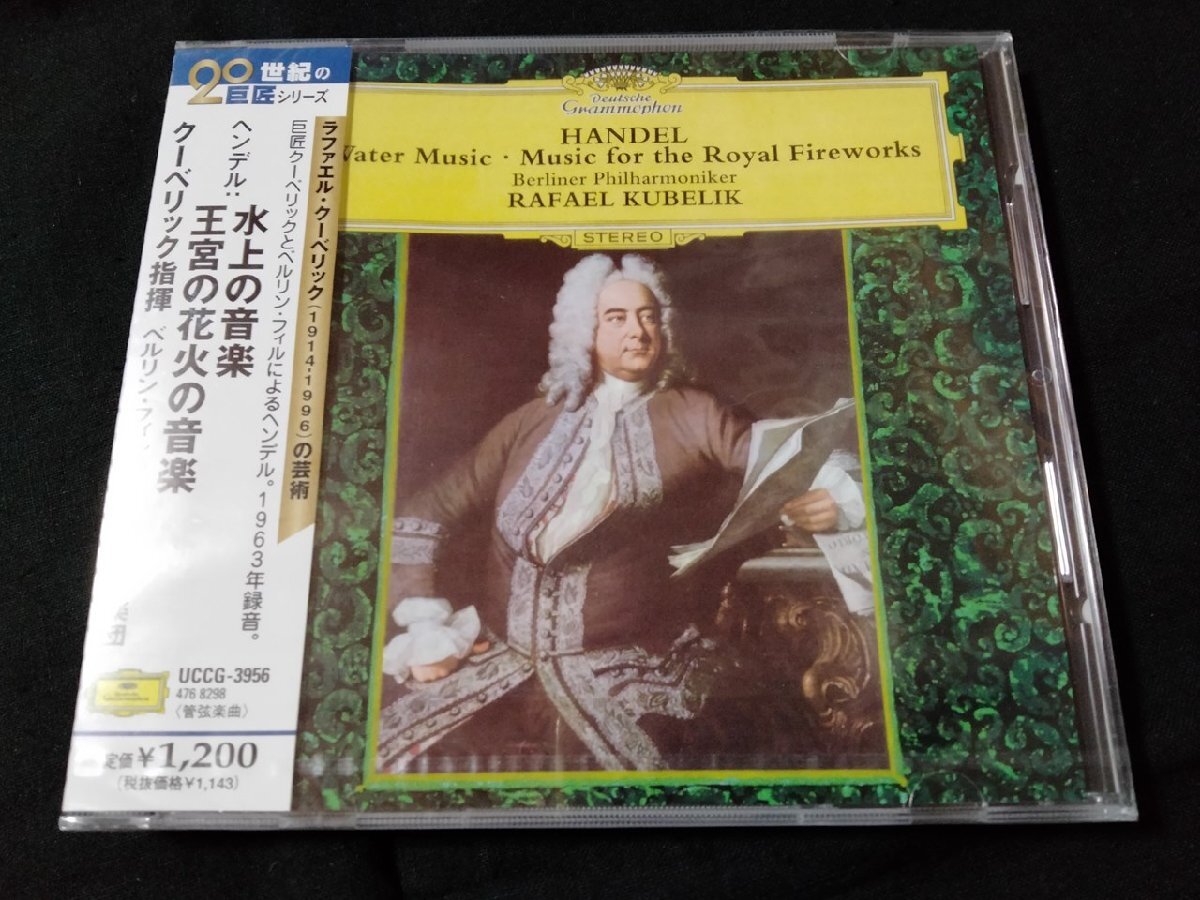 20世紀の
巨匠シリーズ
ラファエル・クーベリック(1914-1996)の芸術
巨匠クーベリックとベルリン・フィルによるヘンデル。1963年録音。
ヘンデル:
水上の音楽
王宮の花火の音楽
クーベリック指揮 ベルリン・フィ
団
UCCG-3956
476 8298
〈管弦楽曲〉
定価¥1,200
(税抜価格¥1,143)
Deutsche
Grammophon
HANDEL
Water Music · Music for the Royal Fireworks
Berliner Philharmoniker
RAFAEL KUBELIK
STEREO